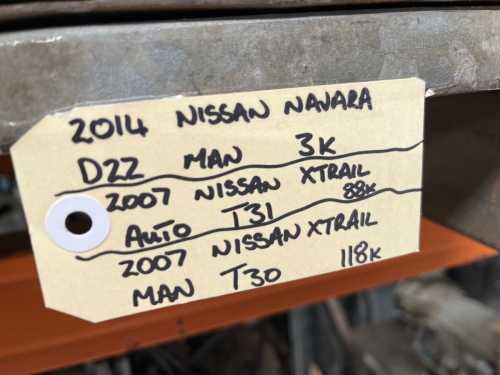 2014 NISSAN NAVARA
D22 MAN 3K
2007 NISSAN XTRAIL
AUTO T31 88K
2007 NISSAN XTRAIL
MAN T30 118K